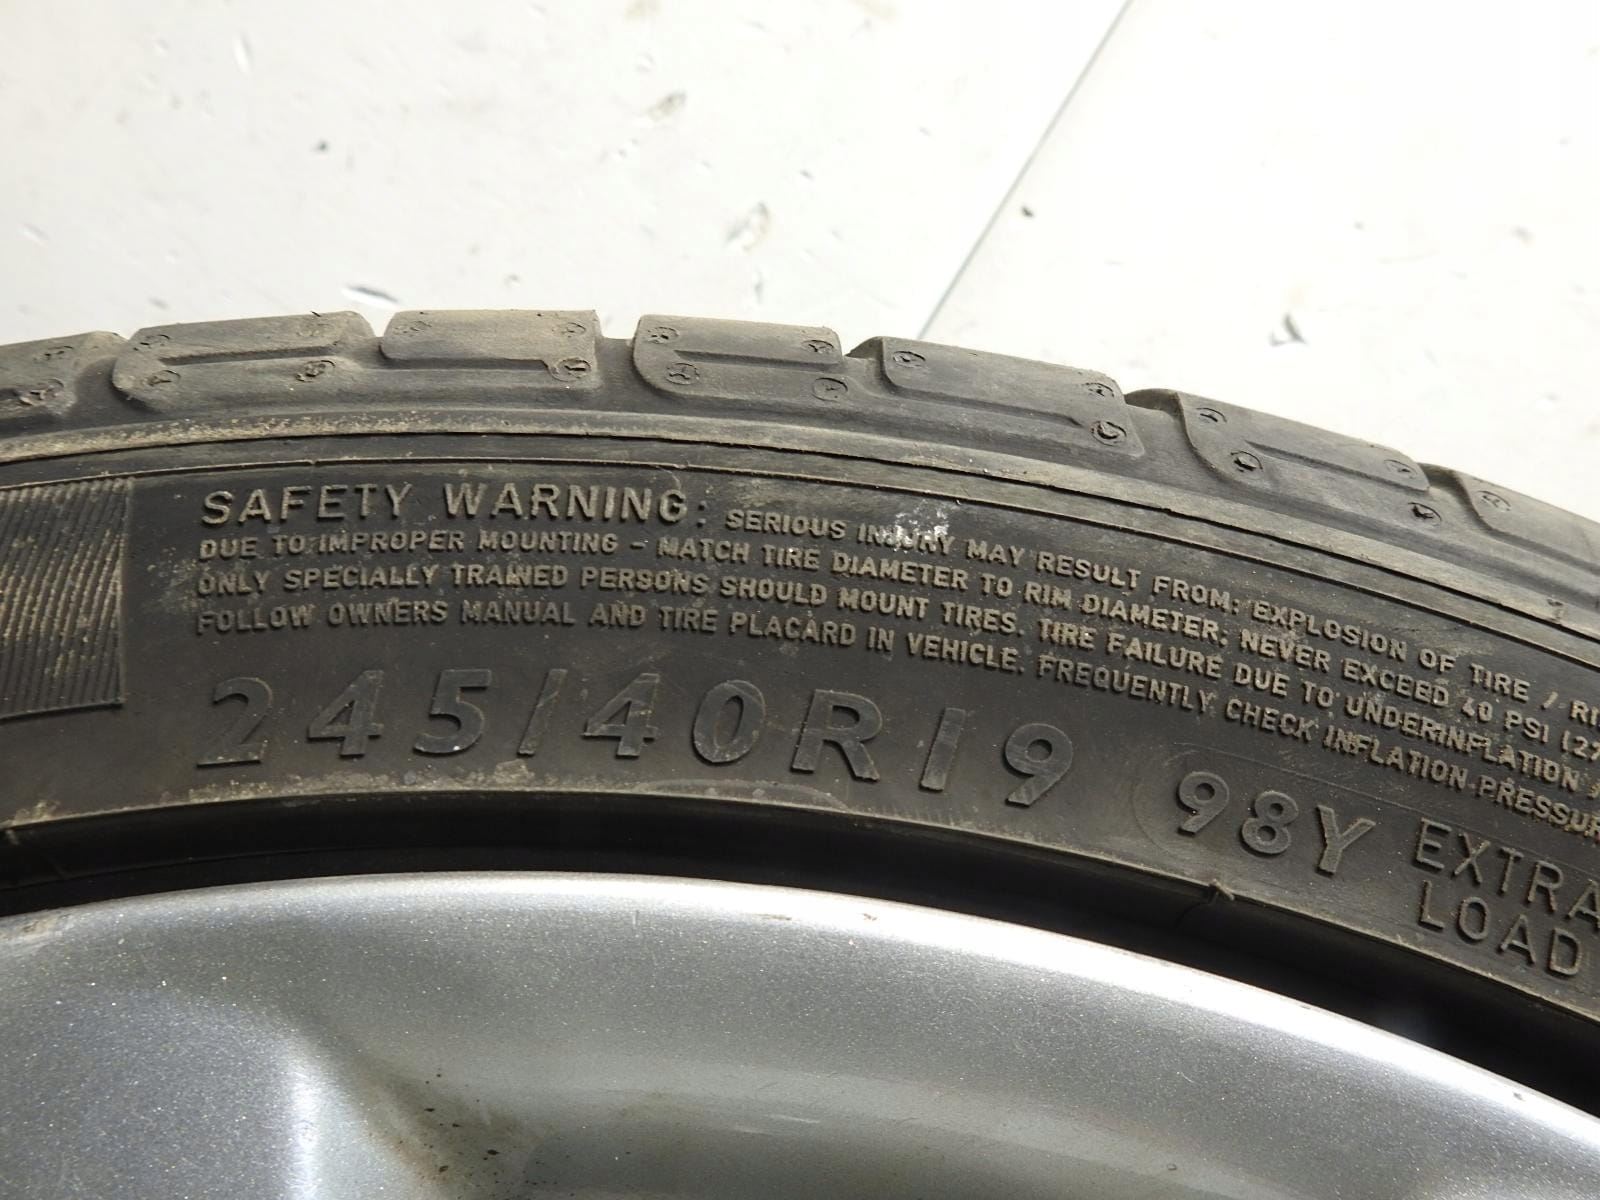 SAFETY WARNING: SERIOUS INJURY MAY RESULT FROM: EXPLOSION OF TIRE /
DUE TO IMPROPER MOUNTING - MATCH TIRE DIAMETER TO RIM DIAMETER; NEVER EXCEED 40 PSI
ONLY SPECIALLY TRAINED PERSONS SHOULD MOUNT TIRES. TIRE FAILURE DUE TO UNDERINFLATION /
FOLLOW OWNERS MANUAL AND TIRE PLACARD IN VEHICLE. FREQUENTLY CHECK INFLATION PRESSUR
245/40R19 98Y EXTRA
LOAD